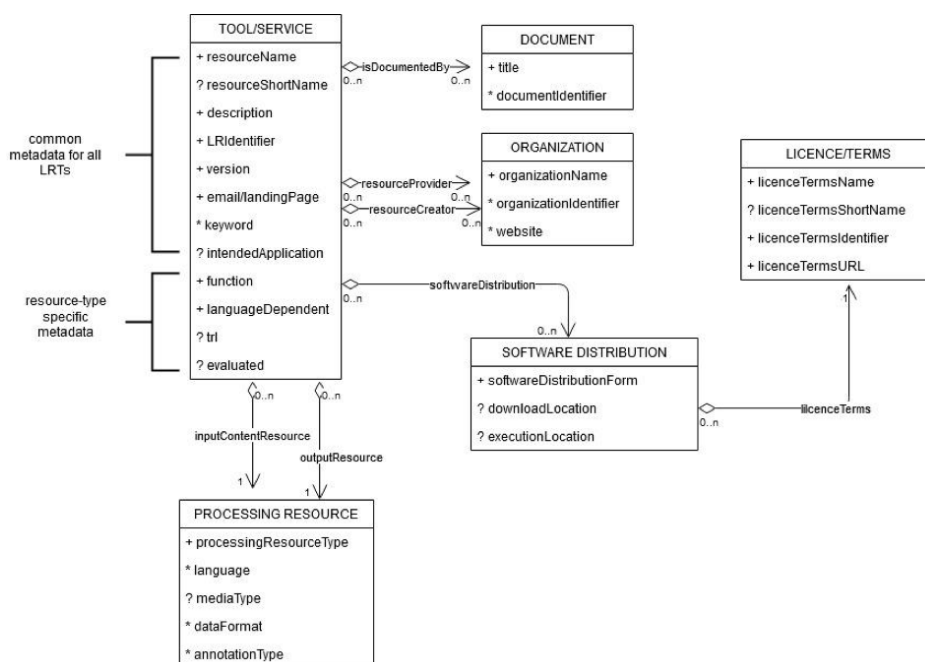 TOOL/SERVICE
+ resourceName
? resourceShortName
+ description
+ LRIdentifier
+ version
+ email/landingPage
* keyword
? intendedApplication
+ function
+ languageDependent
? trl
? evaluated
common
metadata for all
LRTs
resource-type
specific
metadata
isDocumentedBy
0..n
0..n
DOCUMENT
+ title
* documentIdentifier
resourceProvider
0..n
0..n
resourceCreator
0..n
0..n
ORGANIZATION
+ organizationName
* organizationIdentifier
* website
LICENCE/TERMS
+ licenceTermsName
? licenceTermsShortName
+ licenceTermsIdentifier
+ licenceTermsURL
1
softwareDistribution
0..n
0..n
SOFTWARE DISTRIBUTION
+ softwareDistributionForm
? downloadLocation
? executionLocation
0..n
lilcenceTerms
0..n
0..n
inputContentResource
outputResource
1
1
PROCESSING RESOURCE
+ processingResourceType
* language
? mediaType
* dataFormat
* annotationType